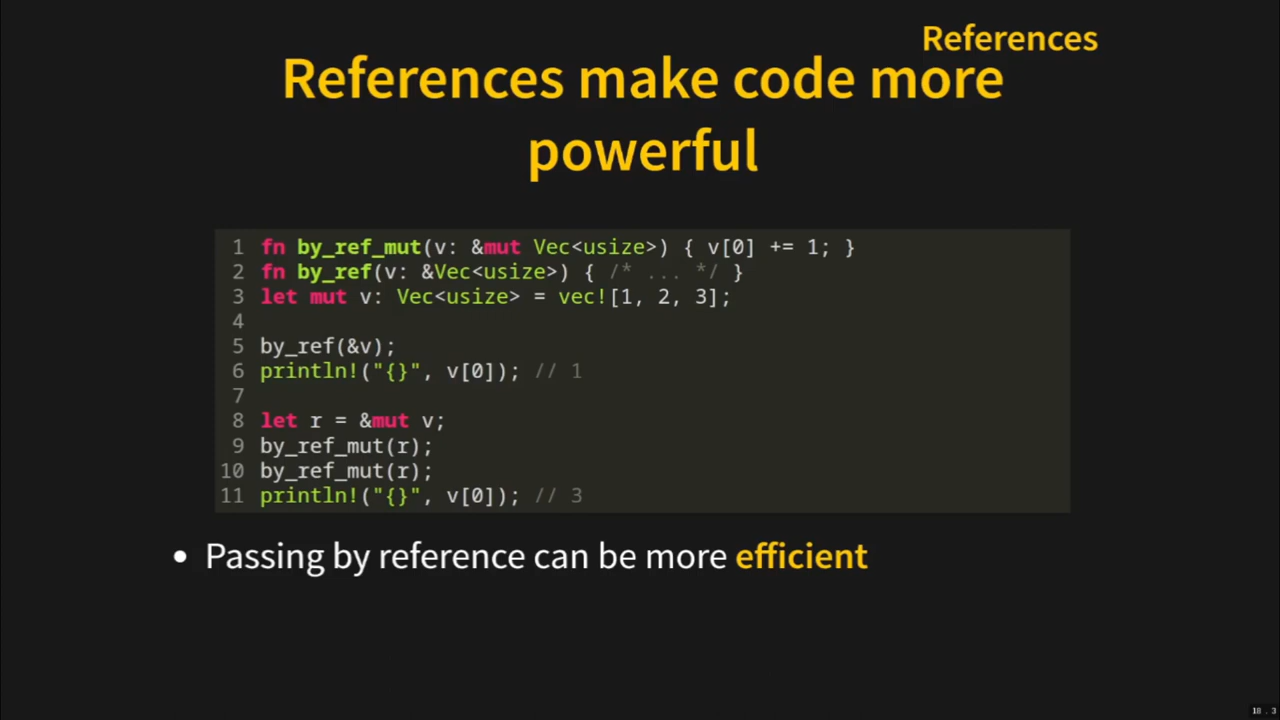 References
References make code more
powerful
1 fn by_ref_mut(v: &mut Vec<usize>) { v[0] += 1; }
2 fn by_ref(v: &Vec<usize>) { /* ... */ }
3 let mut v: Vec<usize> = vec![1, 2, 3];
4
5 by_ref(&v);
6 println!("{}", v[0]); // 1
7
8 let r = &mut v;
9 by_ref_mut(r);
10 by_ref_mut(r);
11 println!("{}", v[0]); // 3
• Passing by reference can be more efficient
18.3